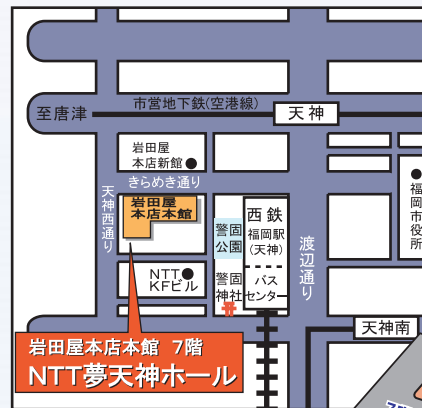 市営地下鉄(空港線)
至唐津
天神
岩田屋
本店新館
きらめき通り
天神西通り
岩田屋
本店本館
警固
公園
西鉄
福岡駅
(天神)
渡辺通り
福岡市役所
NTT
KFビル
警固
神社
バス
センター
天神南
岩田屋本店本館 7階
NTT夢天神ホール